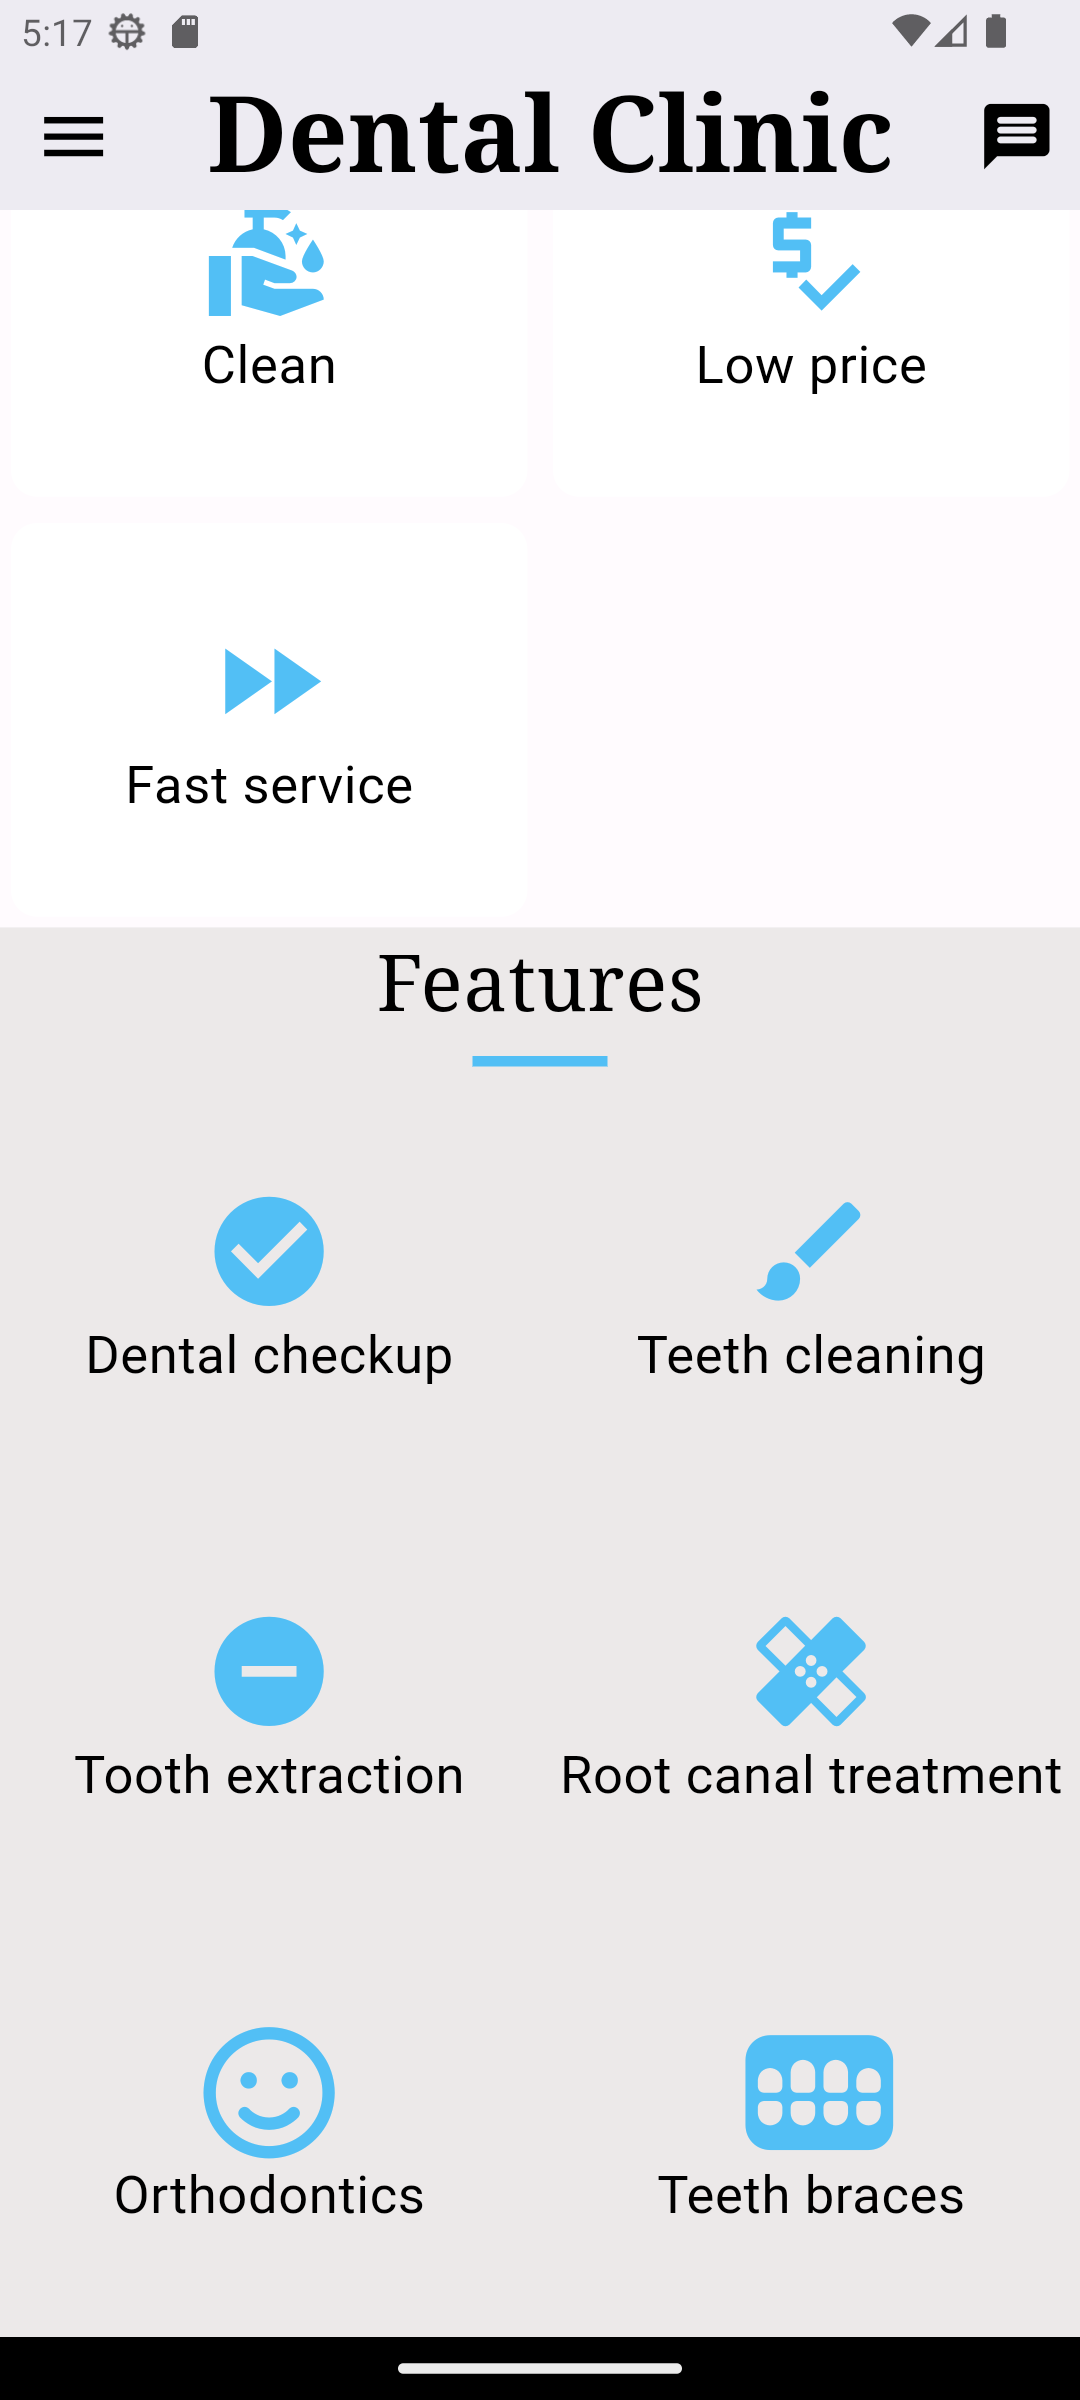 5:17
Dental Clinic
Clean
Low price
Fast service
Features
Dental checkup
Teeth cleaning
Tooth extraction
Root canal treatment
Orthodontics
Teeth braces